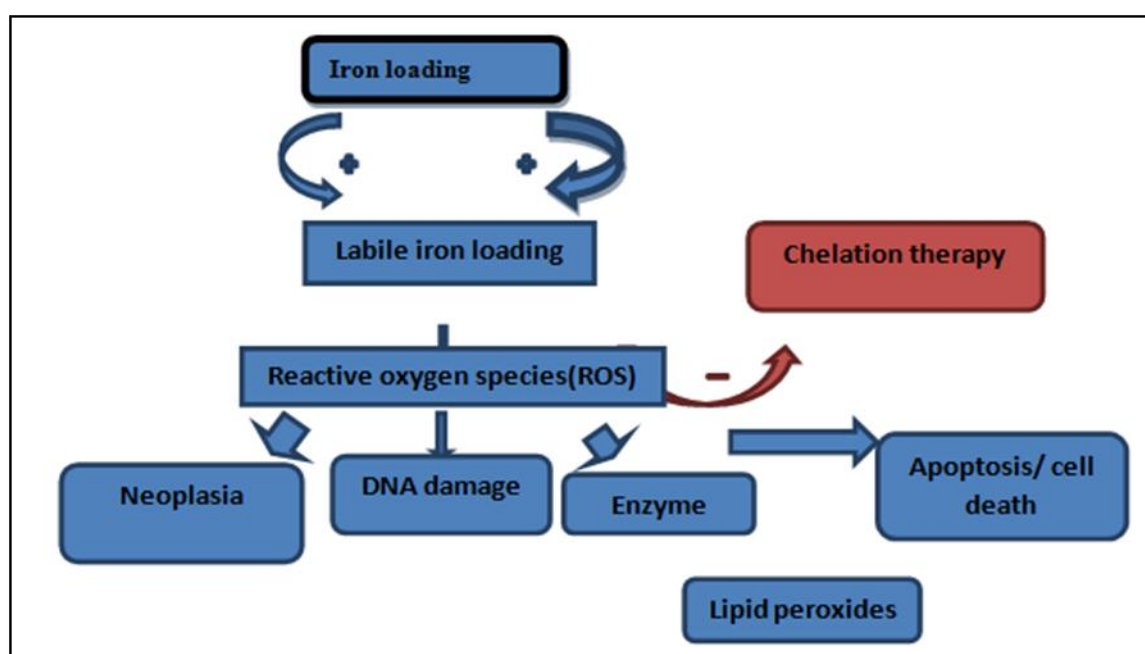 Iron loading
Labile iron loading
Chelation therapy
Reactive oxygen species(ROS)
Neoplasia
DNA damage
Enzyme
Apoptosis/ cell
death
Lipid peroxides